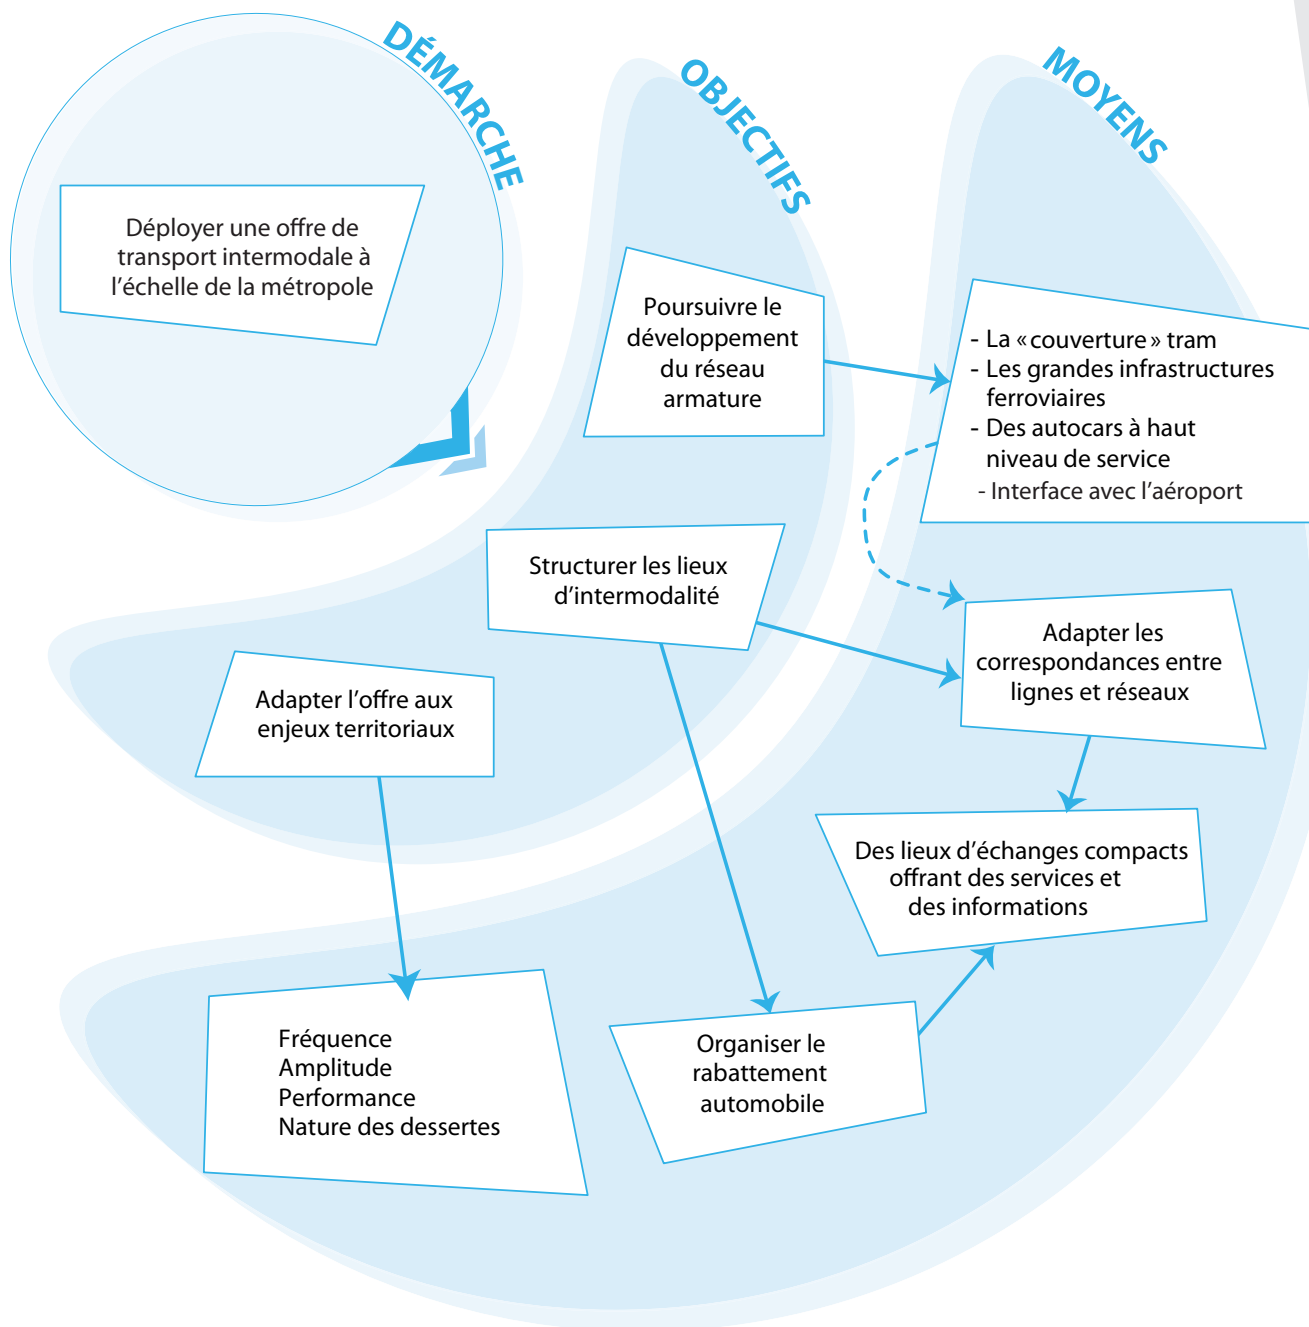 DÉMARCHE
Déployer une offre de
transport intermodale à
l’échelle de la métropole
OBJECTIFS
Poursuivre le
développement
du réseau
armature
Structurer les lieux
d’intermodalité
Adapter l’offre aux
enjeux territoriaux
MOYENS
- La «couverture» tram
- Les grandes infrastructures
ferroviaires
- Des autocars à haut
niveau de service
- Interface avec l’aéroport
Adapter les
correspondances entre
lignes et réseaux
Des lieux d’échanges compacts
offrant des services et
des informations
Organiser le
rabattement
automobile
Fréquence
Amplitude
Performance
Nature des dessertes